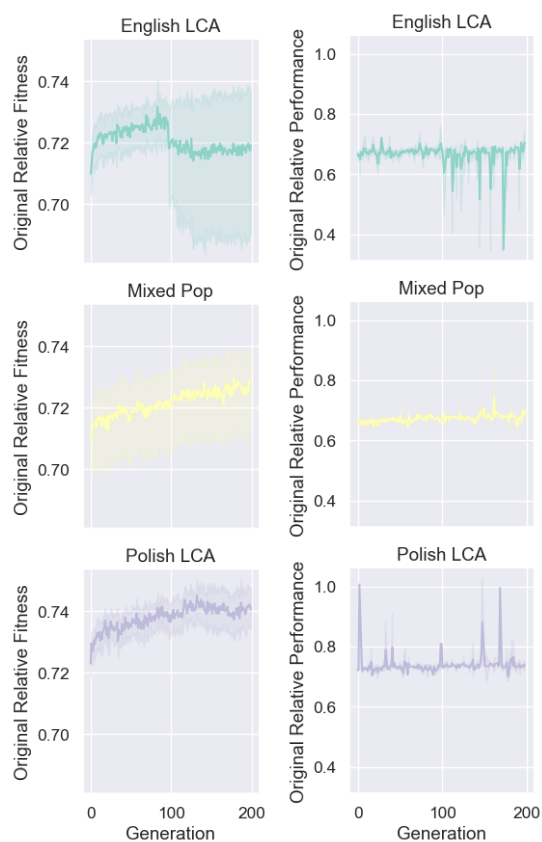 English LCA
Original Relative Fitness
0.74
0.72
0.70
English LCA
Original Relative Performance
1.0
0.8
0.6
0.4
Mixed Pop
Original Relative Fitness
0.74
0.72
0.70
Mixed Pop
Original Relative Performance
1.0
0.8
0.6
0.4
Polish LCA
Original Relative Fitness
0.74
0.72
0.70
0
100
200
Generation
Polish LCA
Original Relative Performance
1.0
0.8
0.6
0.4
0
100
200
Generation